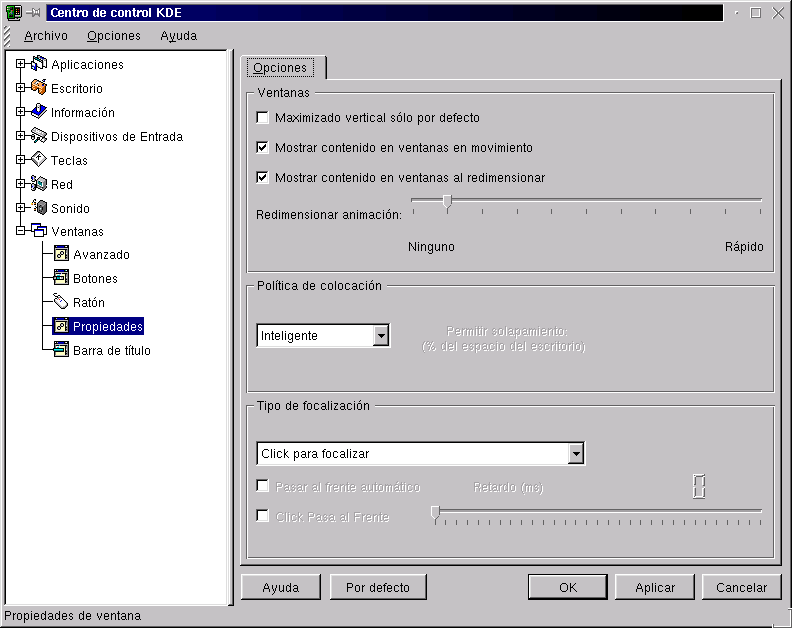 Centro de control KDE
Archivo Opciones Ayuda
Aplicaciones
Escritorio
Información
Dispositivos de Entrada
Teclas
Red
Sonido
Ventanas
Avanzado
Botones
Ratón
Propiedades
Barra de título
Opciones
Ventanas
Maximizado vertical sólo por defecto
Mostrar contenido en ventanas en movimiento
Mostrar contenido en ventanas al redimensionar
Redimensionar animación:
Ninguno Rápido
Política de colocación
Inteligente
Permitir solapamiento:
(% del espacio del escritorio)
Tipo de focalización
Click para focalizar
Pasar al frente automático Retardo (ms) 0
Click Pasa al Frente
Ayuda Por defecto OK Aplicar Cancelar
Propiedades de ventana